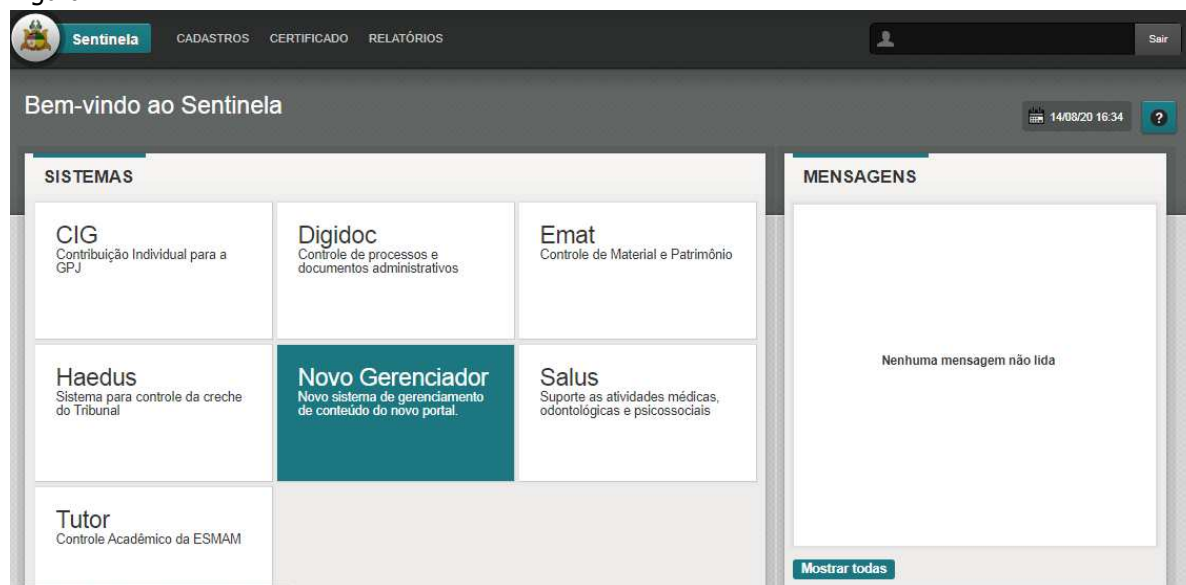 Sentinela CADASTROS CERTIFICADO RELATÓRIOS Sair
Bem-vindo ao Sentinela
14/08/20 16:34 ?
SISTEMAS
CIG
Contribuição Individual para a
GPJ
Digidoc
Controle de processos e
documentos administrativos
Emat
Controle de Material e Patrimônio
Haedus
Sistema para controle da creche
do Tribunal
Novo Gerenciador
Novo sistema de gerenciamento
de conteúdo do novo portal.
Salus
Suporte as atividades médicas,
odontológicas e psicossociais
Tutor
Controle Acadêmico da ESMAM
MENSAGENS
Nenhuma mensagem não lida
Mostrar todas